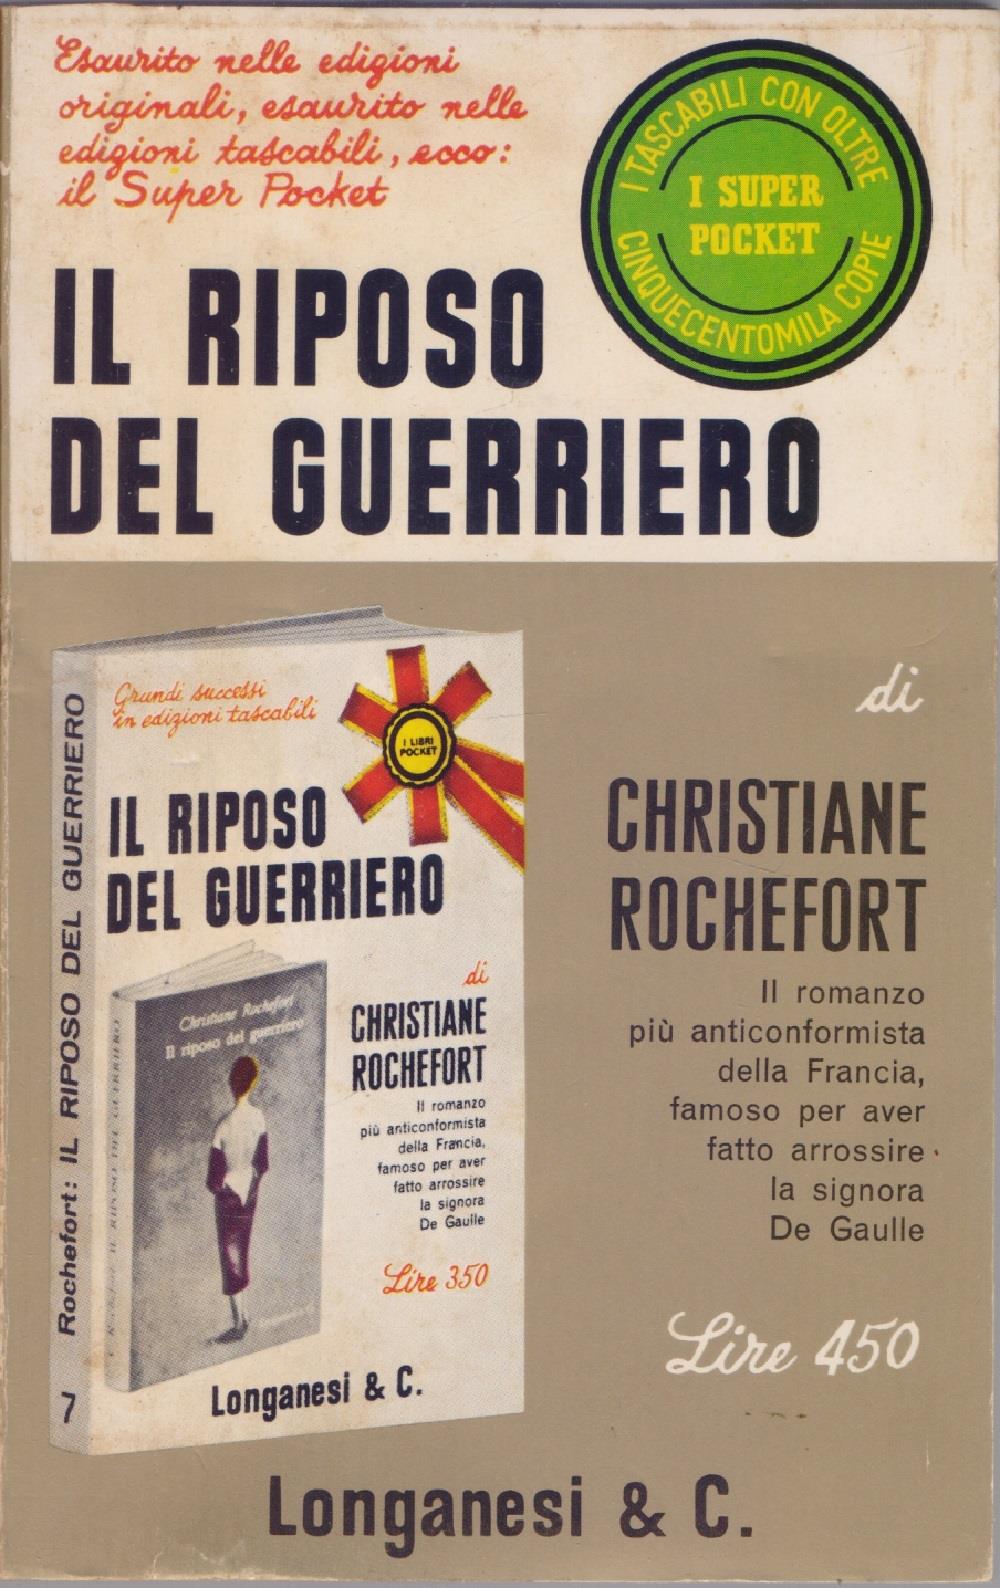 Esaurito nelle edizioni
originali, esaurito nelle
edizioni tascabili, ecco:
il Super Pocket
I TASCABILI CON OLTRE
I SUPER
POCKET
CINQUECENTOMILA COPIE
IL RIPOSO
DEL GUERRIERO
di
CHRISTIANE
ROCHEFORT
Il romanzo
più anticonformista
della Francia,
famoso per aver
fatto arrossire
la signora
De Gaulle
Lire 450
Rochefort: IL RIPOSO DEL GUERRIERO
7
Grandi successi
in edizioni tascabili
I LIBRI
POCKET
IL RIPOSO
DEL GUERRIERO
di
CHRISTIANE
ROCHEFORT
Il romanzo
più anticonformista
della Francia,
famoso per aver
fatto arrossire
la signora
De Gaulle
Lire 350
Christiane Rochefort
Il riposo del guerriero
Longanesi & C.
Longanesi & C.